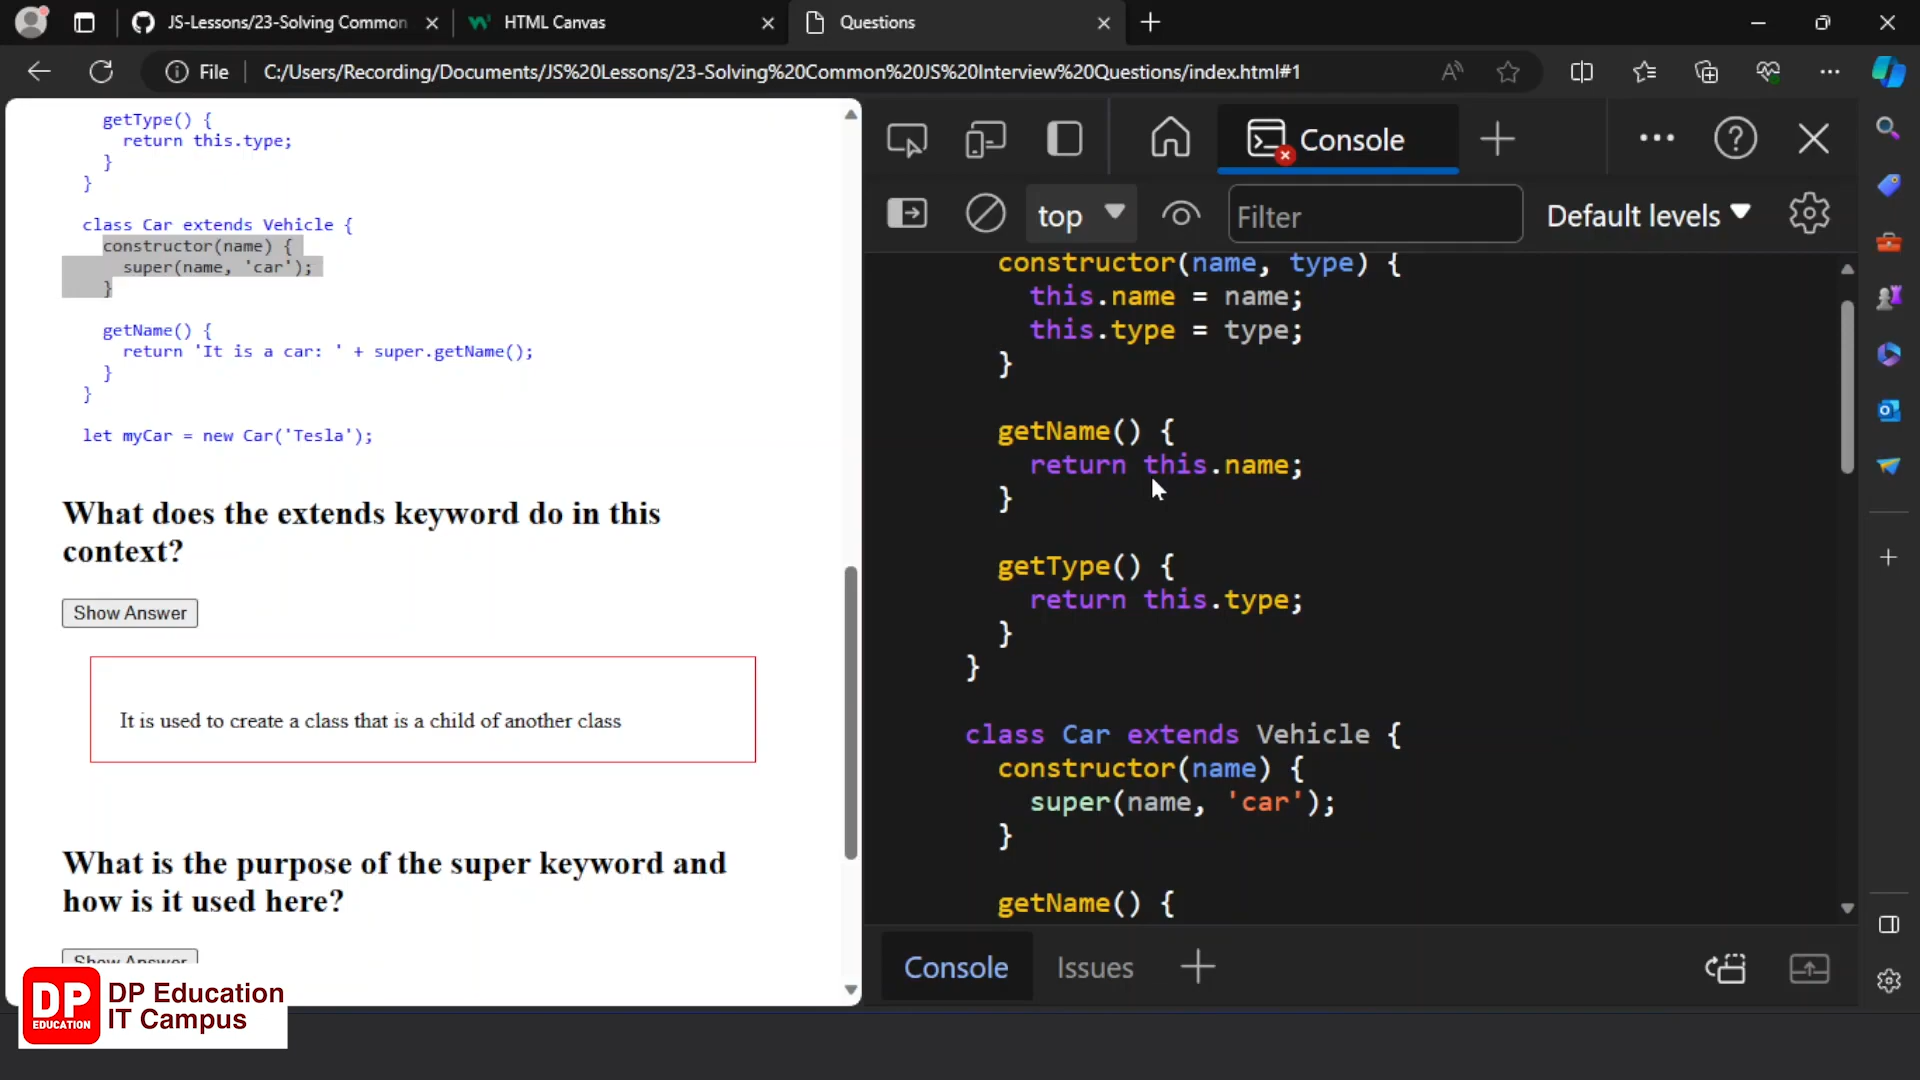 JS-Lessons/23-Solving Common
HTML Canvas
Questions
File
C:/Users/Recording/Documents/JS%20Lessons/23-Solving%20Common%20JS%20Interview%20Questions/index.html#1
getType() {
return this.type;
}
}
class Car extends Vehicle {
constructor(name) {
super(name, 'car');
}
getName() {
return 'It is a car: ' + super.getName();
}
}
let myCar = new Car('Tesla');
What does the extends keyword do in this
context?
Show Answer
It is used to create a class that is a child of another class
What is the purpose of the super keyword and
how is it used here?
Show Answer
DP
EDUCATION
DP Education
IT Campus
Console
top
Filter
Default levels
constructor(name, type) {
this.name = name;
this.type = type;
}
getName() {
return this.name;
}
getType() {
return this.type;
}
}
class Car extends Vehicle {
constructor(name) {
super(name, 'car');
}
getName() {
Console
Issues